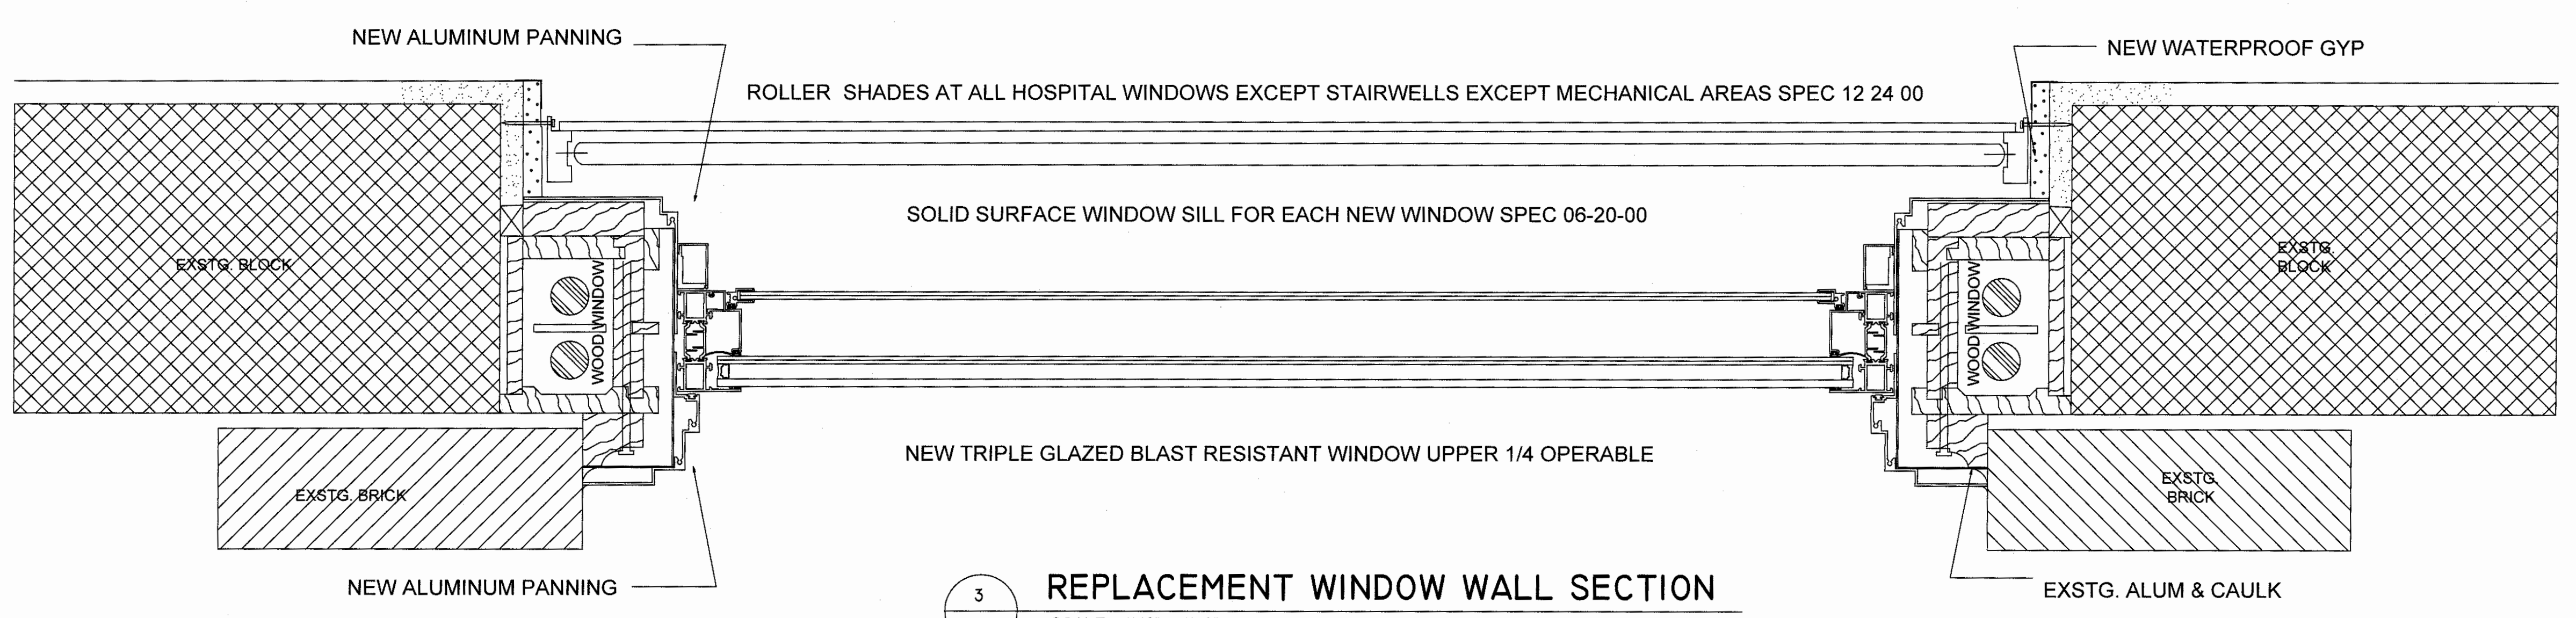 NEW ALUMINUM PANNING
NEW WATERPROOF GYP
ROLLER SHADES AT ALL HOSPITAL WINDOWS EXCEPT STAIRWELLS EXCEPT MECHANICAL AREAS SPEC 12 24 00
SOLID SURFACE WINDOW SILL FOR EACH NEW WINDOW SPEC 06-20-00
EXSTG. BLOCK
WOOD WINDOW
WOOD WINDOW
EXSTG.
BLOCK
NEW TRIPLE GLAZED BLAST RESISTANT WINDOW UPPER 1/4 OPERABLE
EXSTG. BRICK
EXSTG.
BRICK
NEW ALUMINUM PANNING
3
REPLACEMENT WINDOW WALL SECTION
EXSTG. ALUM & CAULK